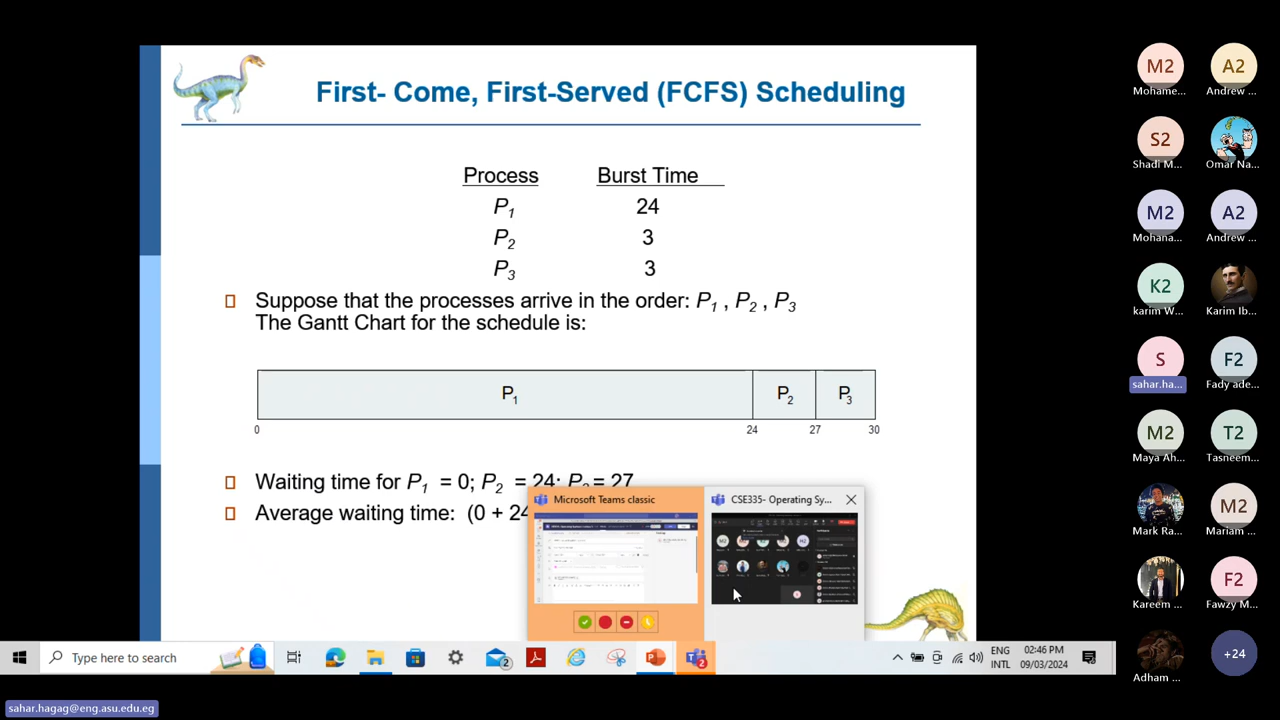 First- Come, First-Served (FCFS) Scheduling
Process Burst Time
P1 24
P2 3
P3 3
Suppose that the processes arrive in the order: P1 , P2 , P3
The Gantt Chart for the schedule is:
P1 P2 P3
0 24 27 30
Waiting time for P1 = 0; P2 = 24; P3 = 27
Average waiting time: (0 + 24
Microsoft Teams classic
CSE335- Operating Sy...
Type here to search
2
2
ENG
INTL
02:46 PM
09/03/2024
M2
Mohame...
A2
Andrew ...
S2
Shadi M...
Omar Na...
M2
Mohana...
A2
Andrew ...
K2
karim W...
Karim Ib...
S
sahar.ha...
F2
Fady ade...
M2
Maya Ah...
T2
Tasneem...
Mark Ra...
M2
Mariam ...
Kareem ...
F2
Fawzy M...
Adham ...
+24
sahar.hagag@eng.asu.edu.eg